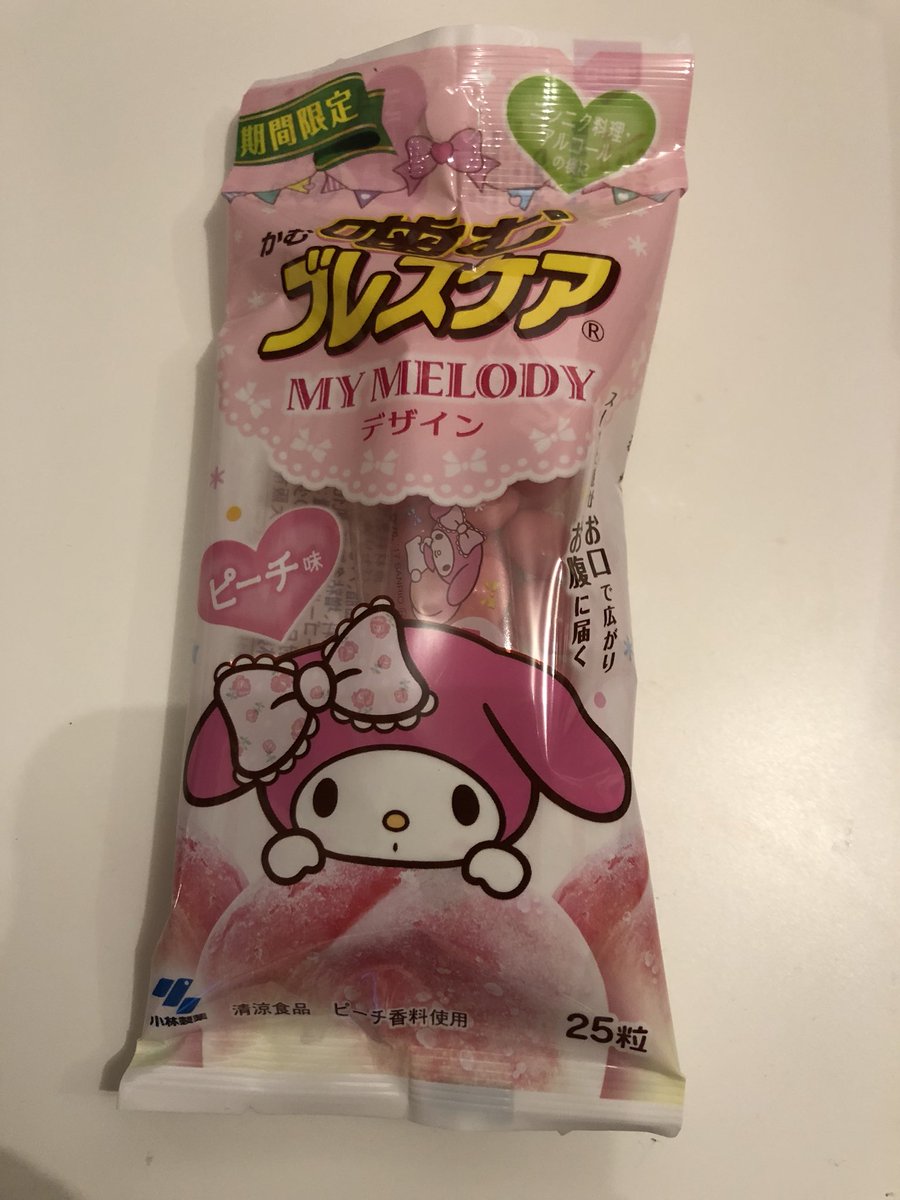 期間限定
ニンニク料理・
アルコール
の後に
かむ
噛む
ブレスケア®
MY MELODY
デザイン
お口で広がり
お腹に届く
ピーチ味
小林製薬
清涼食品 ピーチ香料使用
25粒